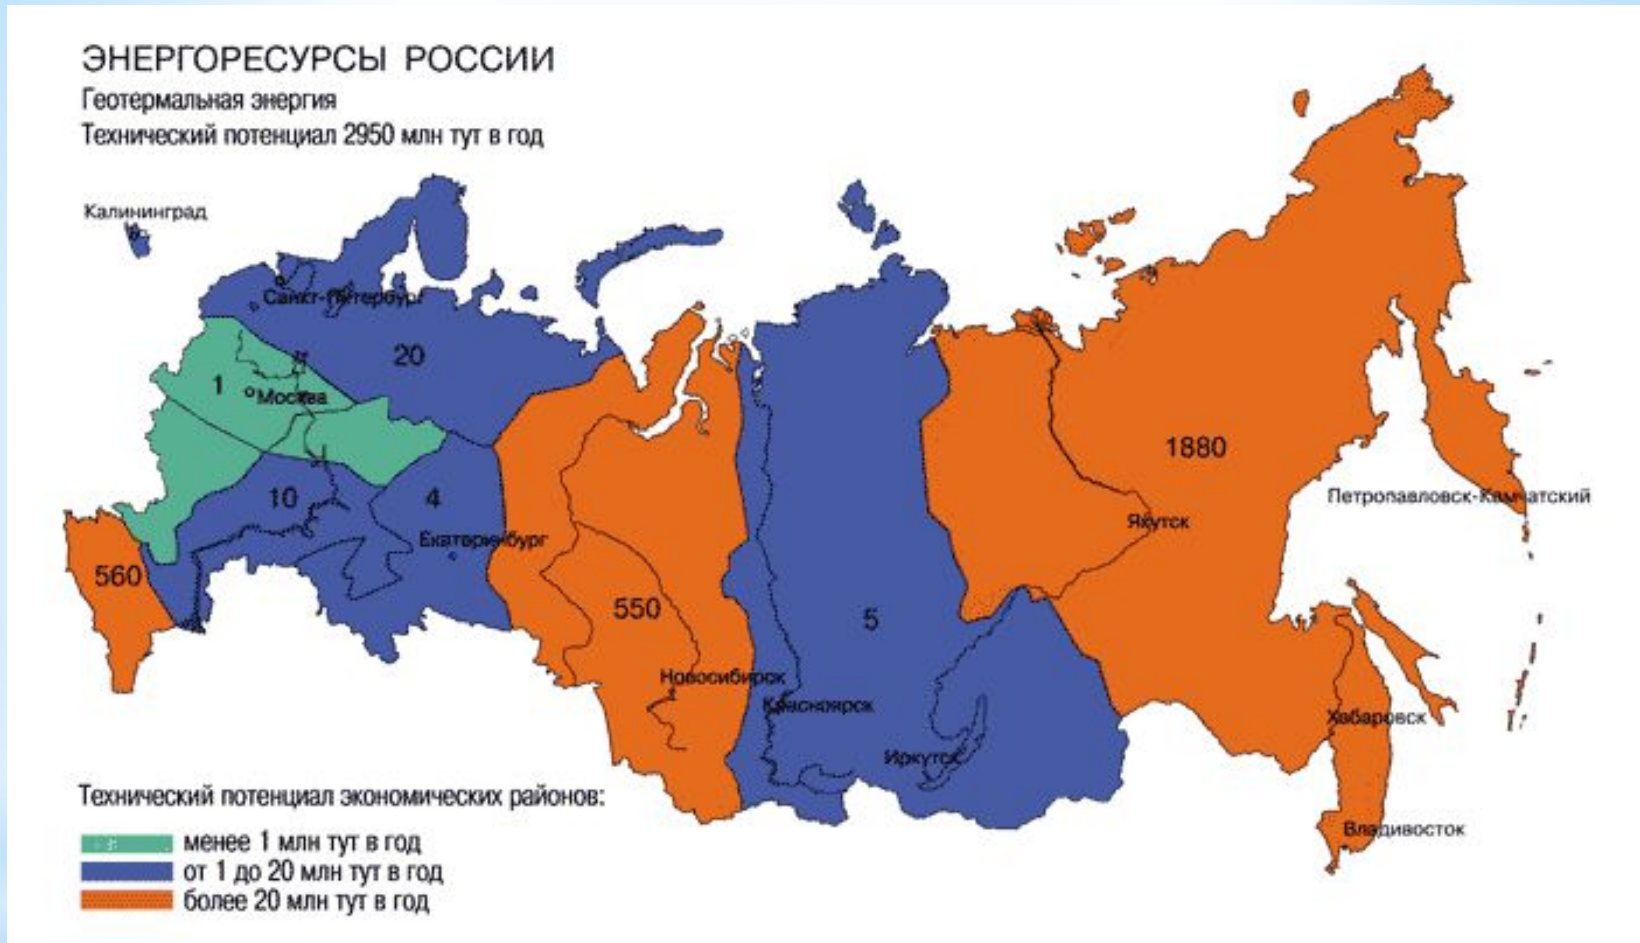 ЭНЕРГОРЕСУРСЫ РОССИИ
Геотермальная энергия
Технический потенциал 2950 млн тут в год
Калининград
Санкт-Петербург
20
1
Москва
1880
10
4
Петропавловск-Камчатский
Якутск
Екатеринбург
560
550
5
Новосибирск
Красноярск
Хабаровск
Иркутск
Технический потенциал экономических районов:
Владивосток
менее 1 млн тут в год
от 1 до 20 млн тут в год
более 20 млн тут в год